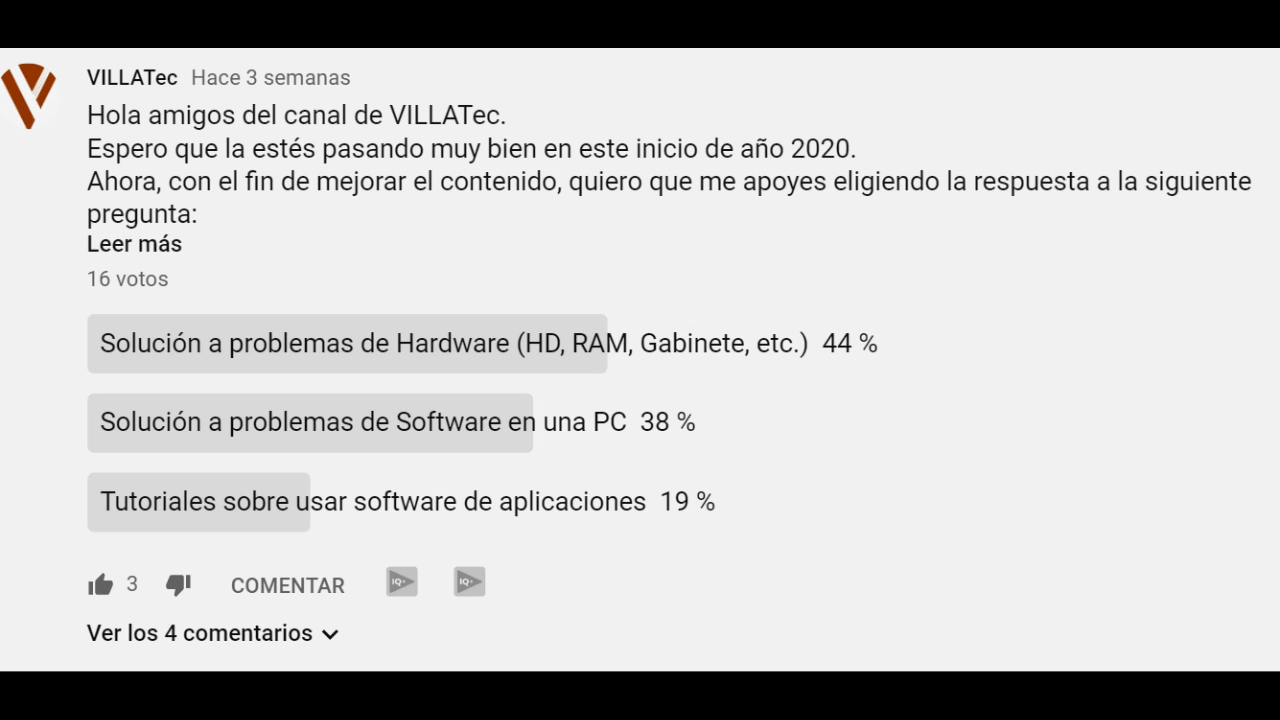 VILLATec Hace 3 semanas
Hola amigos del canal de VILLATec.
Espero que la estés pasando muy bien en este inicio de año 2020.
Ahora, con el fin de mejorar el contenido, quiero que me apoyes eligiendo la respuesta a la siguiente
pregunta:
Leer más
16 votos
Solución a problemas de Hardware (HD, RAM, Gabinete, etc.) 44 %
Solución a problemas de Software en una PC 38 %
Tutoriales sobre usar software de aplicaciones 19 %
3 COMENTAR IQ+ IQ+
Ver los 4 comentarios